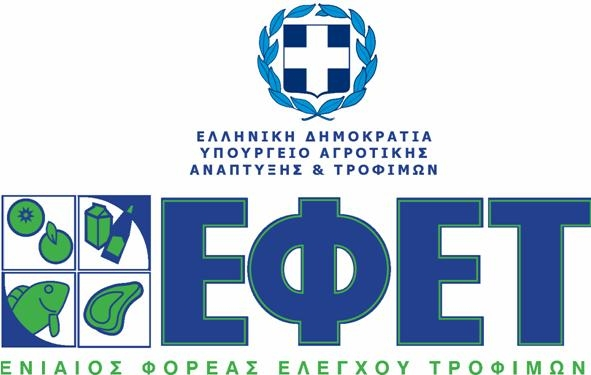 ΕΛΛΗΝΙΚΗ ΔΗΜΟΚΡΑΤΙΑ
ΥΠΟΥΡΓΕΙΟ ΑΓΡΟΤΙΚΗΣ
ΑΝΑΠΤΥΞΗΣ & ΤΡΟΦΙΜΩΝ
ΕΦΕΤ
ΕΝΙΑΙΟΣ ΦΟΡΕΑΣ ΕΛΕΓΧΟΥ ΤΡΟΦΙΜΩΝ